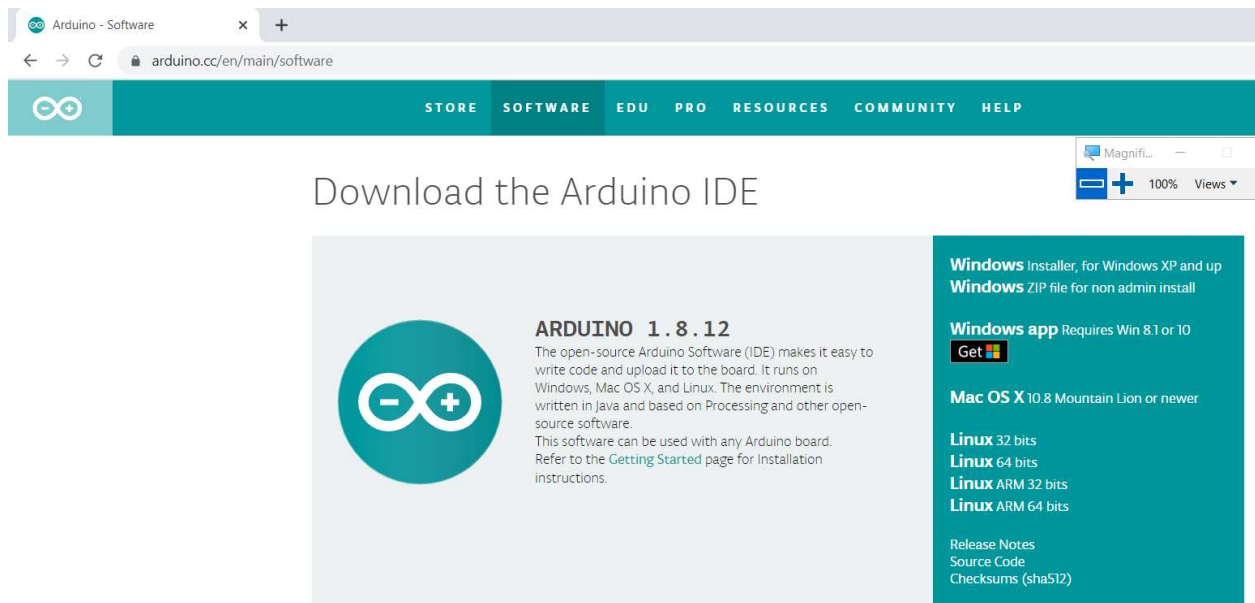 Arduino - Software
arduino.cc/en/main/software
STORE SOFTWARE EDU PRO RESOURCES COMMUNITY HELP
Magnifi...
100% Views
Download the Arduino IDE
ARDUINO 1.8.12
The open-source Arduino Software (IDE) makes it easy to
write code and upload it to the board. It runs on
Windows, Mac OS X, and Linux. The environment is
written in Java and based on Processing and other open-
source software.
This software can be used with any Arduino board.
Refer to the Getting Started page for Installation
instructions.
Windows Installer, for Windows XP and up
Windows ZIP file for non admin install
Windows app Requires Win 8.1 or 10
Get
Mac OS X 10.8 Mountain Lion or newer
Linux 32 bits
Linux 64 bits
Linux ARM 32 bits
Linux ARM 64 bits
Release Notes
Source Code
Checksums (sha512)